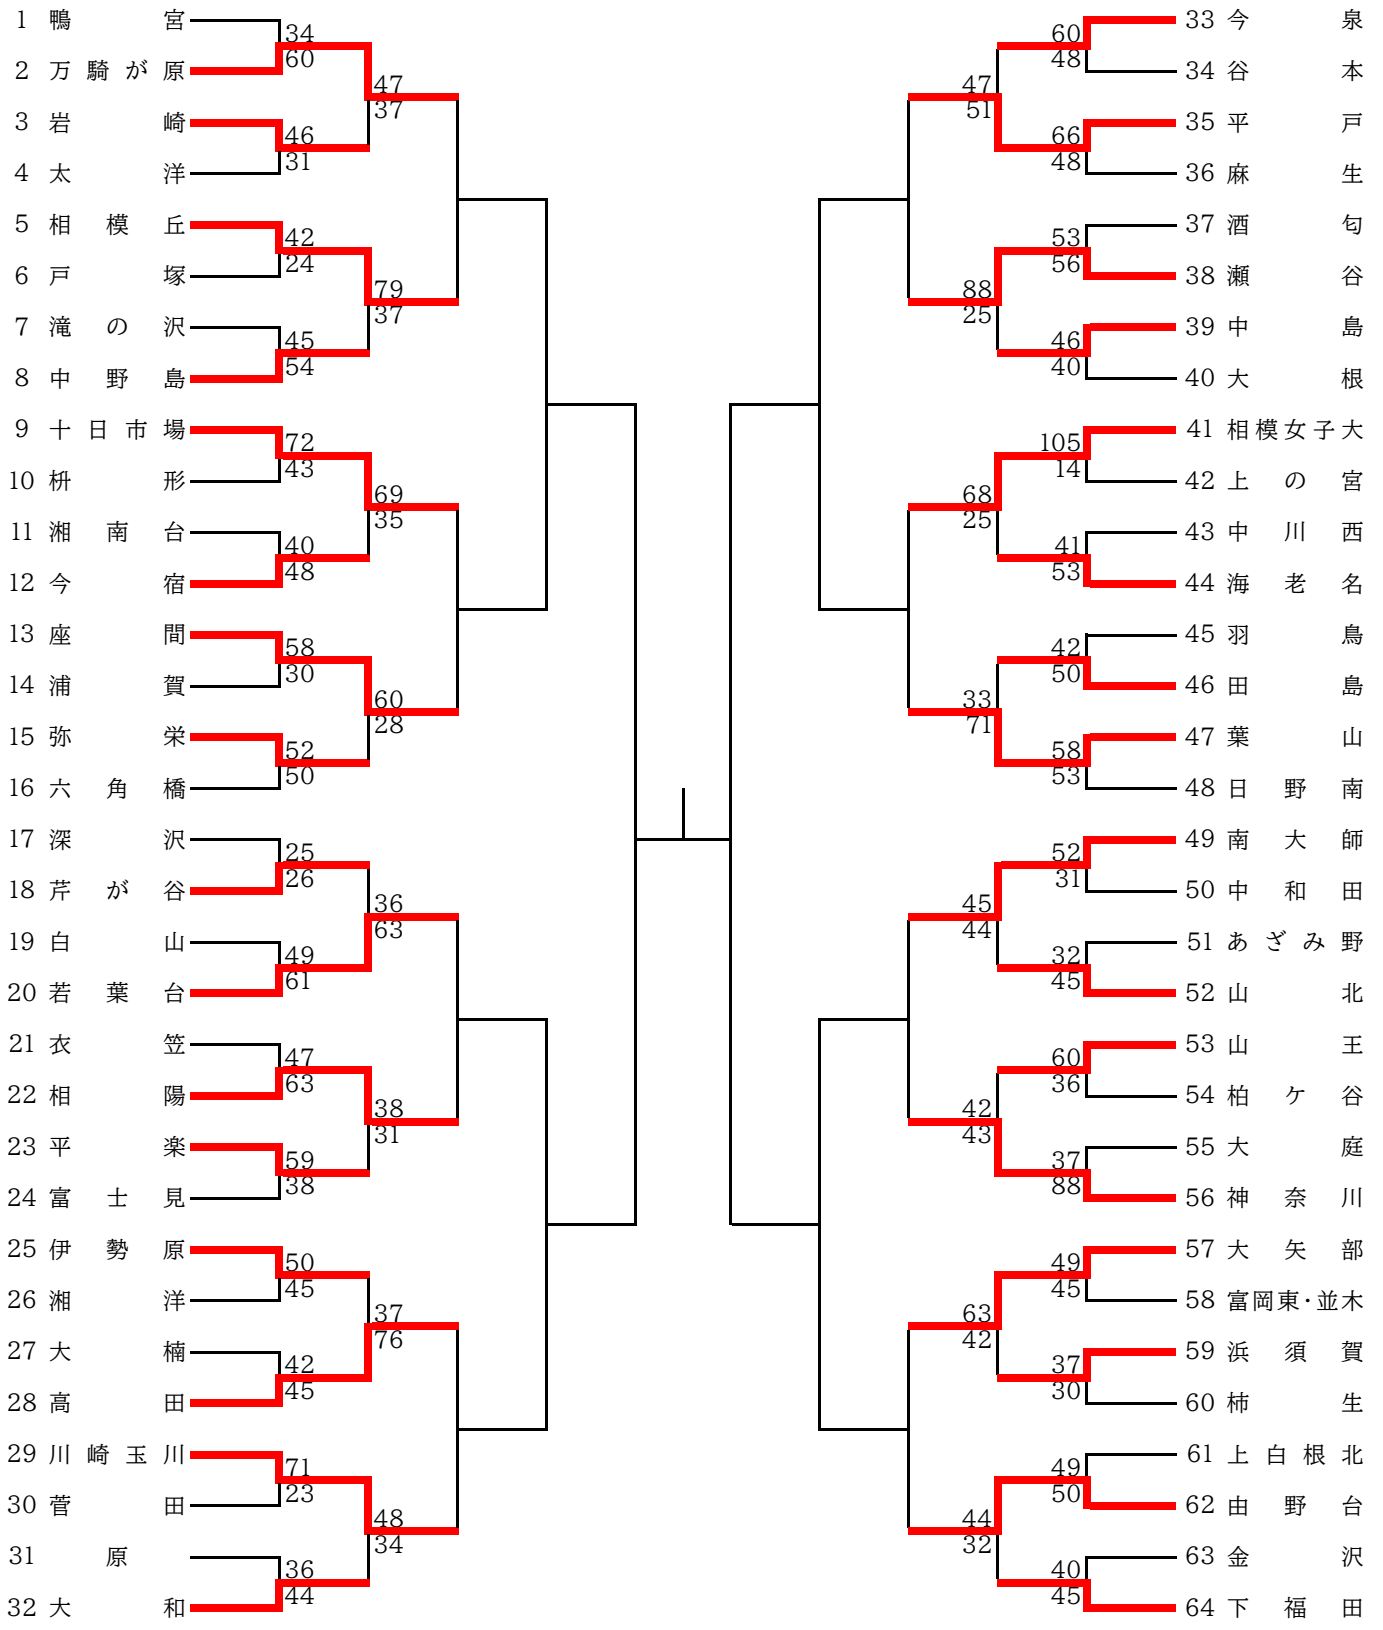 1 鴨宮
34
60
2 万騎が原
47
37
3 岩崎
46
31
4 太洋
5 相模丘
42
24
6 戸塚
79
37
7 滝の沢
45
54
8 中野島
9 十日市場
72
43
10 枡形
69
35
11 湘南台
40
48
12 今宿
13 座間
58
30
14 浦賀
60
28
15 弥栄
52
50
16 六角橋
17 深沢
25
26
18 芹が谷
36
63
19 白山
49
61
20 若葉台
21 衣笠
47
63
22 相陽
38
31
23 平楽
59
38
24 富士見
25 伊勢原
50
45
26 湘洋
37
76
27 大楠
42
45
28 高田
29 川崎玉川
71
23
30 菅田
48
34
31 原
36
44
32 大和
33 今泉
60
48
34 谷本
47
51
35 平戸
66
48
36 麻生
37 酒匂
53
56
38 瀬谷
88
25
39 中島
46
40
40 大根
41 相模女子大
105
14
42 上の宮
68
25
43 中川西
41
53
44 海老名
45 羽鳥
42
50
46 田島
33
71
47 葉山
58
53
48 日野南
49 南大師
52
31
50 中和田
45
44
51 あざみ野
32
45
52 山北
53 山王
60
36
54 柏ケ谷
42
43
55 大庭
37
88
56 神奈川
57 大矢部
49
45
58 富岡東・並木
63
42
59 浜須賀
37
30
60 柿生
61 上白根北
49
50
62 由野台
44
32
63 金沢
40
45
64 下福田